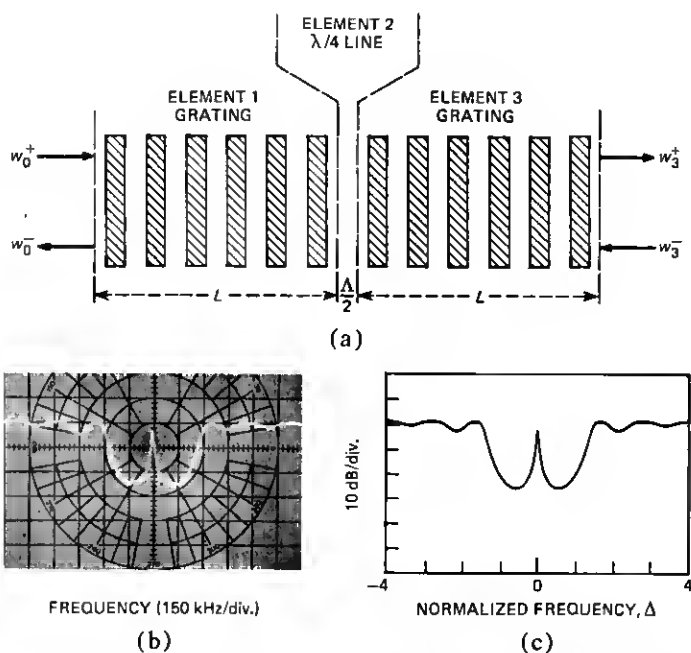 ELEMENT 2
λ/4 LINE
ELEMENT 1
GRATING
ELEMENT 3
GRATING
w₀⁺
w₃⁺
w₀⁻
w₃⁻
L
Λ/2
L
(a)
10 dB/div.
−4
0
4
FREQUENCY (150 kHz/div.)
NORMALIZED FREQUENCY, Δ
(b)
(c)